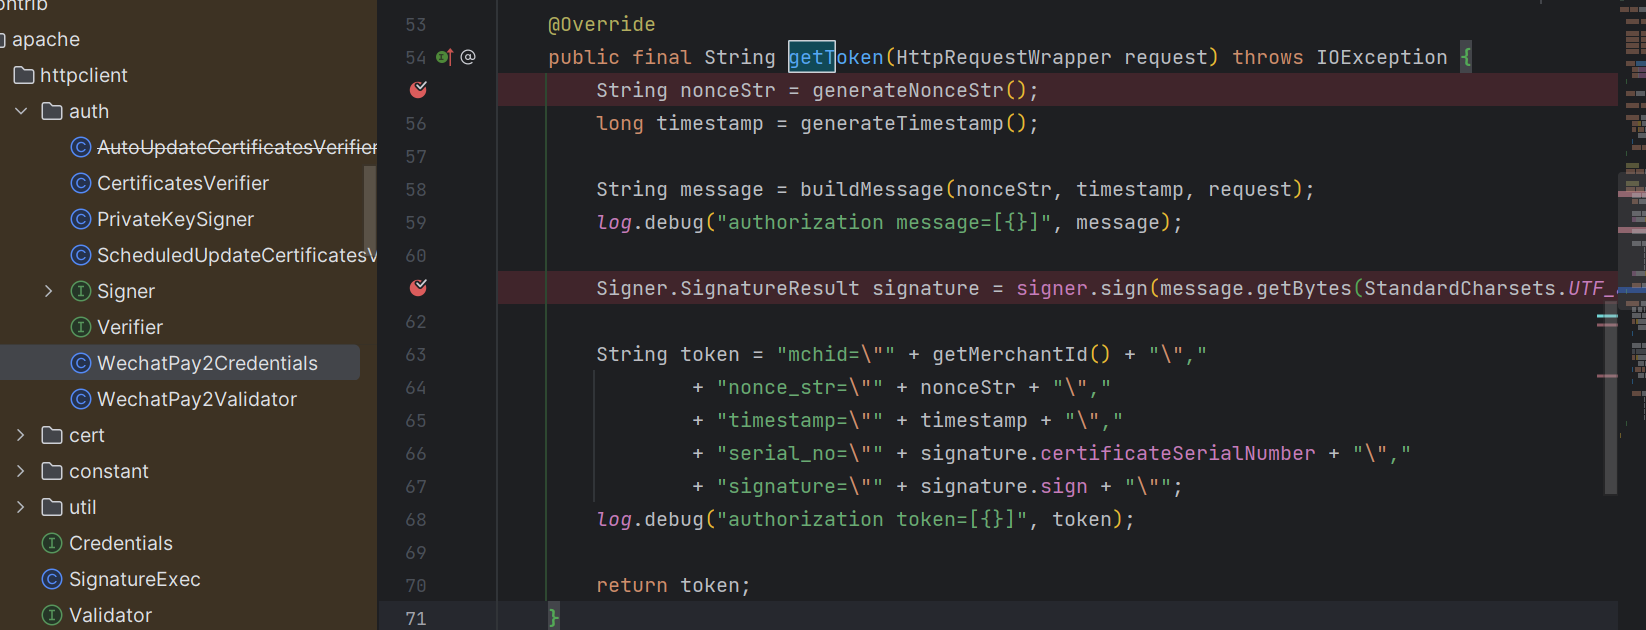 ontrib
apache
httpclient
auth
AutoUpdateCertificatesVerifier
CertificatesVerifier
PrivateKeySigner
ScheduledUpdateCertificatesV
Signer
Verifier
WechatPay2Credentials
WechatPay2Validator
cert
constant
util
Credentials
SignatureExec
Validator
53 @Override
54 public final String getToken(HttpRequestWrapper request) throws IOException {
String nonceStr = generateNonceStr();
56 long timestamp = generateTimestamp();
57
58 String message = buildMessage(nonceStr, timestamp, request);
59 log.debug("authorization message=[{}]", message);
60
Signer.SignatureResult signature = signer.sign(message.getBytes(StandardCharsets.UTF_
62
63 String token = "mchid=\"" + getMerchantId() + "\","
64 + "nonce_str=\"" + nonceStr + "\","
65 + "timestamp=\"" + timestamp + "\","
66 + "serial_no=\"" + signature.certificateSerialNumber + "\","
67 + "signature=\"" + signature.sign + "\"";
68 log.debug("authorization token=[{}]", token);
69
70 return token;
71 }